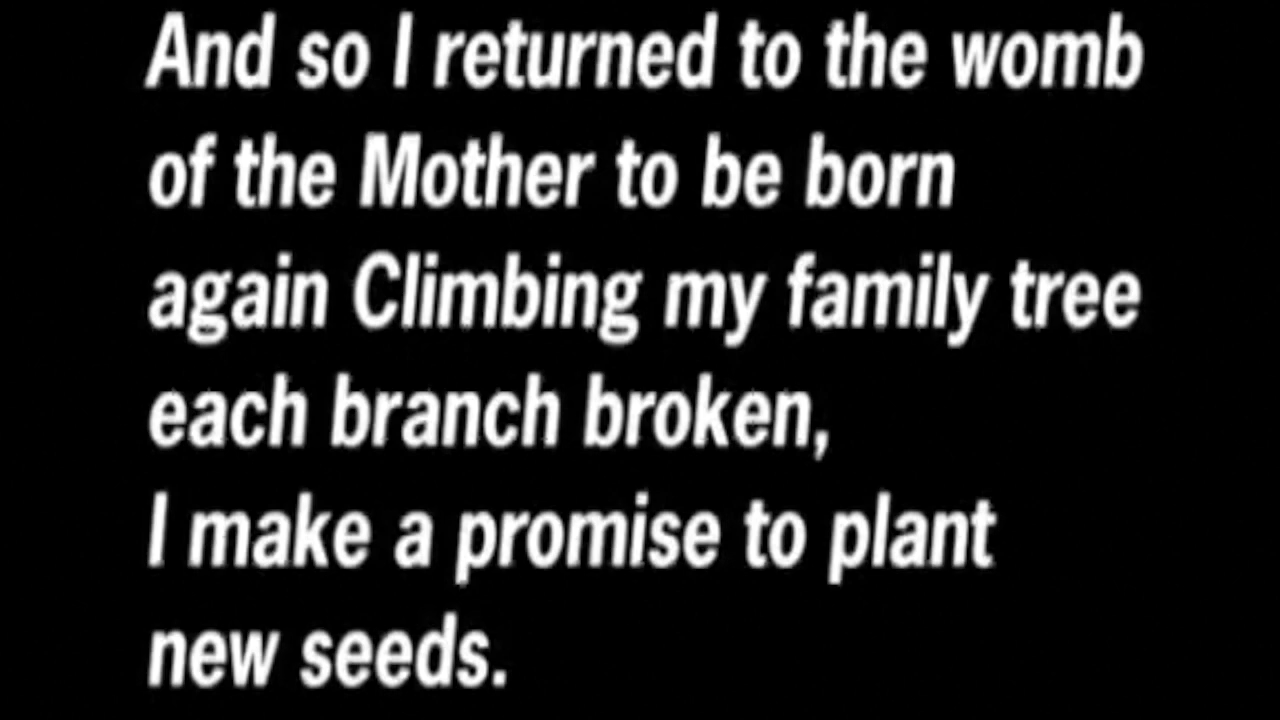 And so I returned to the womb
of the Mother to be born
again Climbing my family tree
each branch broken,
I make a promise to plant
new seeds.